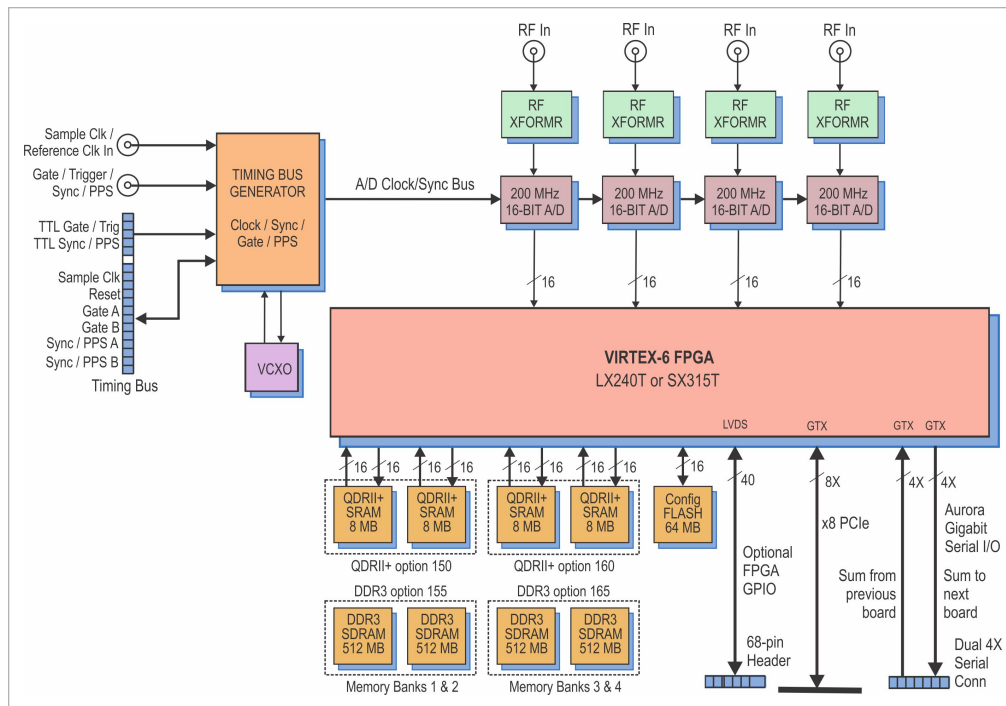 RF In
RF In
RF In
RF In
RF
XFORMR
RF
XFORMR
RF
XFORMR
RF
XFORMR
Sample Clk /
Reference Clk In
Gate / Trigger /
Sync / PPS
TTL Gate / Trig
TTL Sync / PPS
Sample Clk
Reset
Gate A
Gate B
Sync / PPS A
Sync / PPS B
Timing Bus
TIMING BUS
GENERATOR
Clock / Sync /
Gate / PPS
VCXO
A/D Clock/Sync Bus
200 MHz
16-BIT A/D
200 MHz
16-BIT A/D
200 MHz
16-BIT A/D
200 MHz
16-BIT A/D
16
16
16
16
VIRTEX-6 FPGA
LX240T or SX315T
LVDS
GTX
GTX
GTX
16
16
16
16
16
16
16
16
16
40
8X
4X
4X
QDRII+
SRAM
8 MB
QDRII+
SRAM
8 MB
QDRII+
SRAM
8 MB
QDRII+
SRAM
8 MB
Config
FLASH
64 MB
QDRII+ option 150
QDRII+ option 160
DDR3 option 155
DDR3 option 165
DDR3
SDRAM
512 MB
DDR3
SDRAM
512 MB
DDR3
SDRAM
512 MB
DDR3
SDRAM
512 MB
Memory Banks 1 & 2
Memory Banks 3 & 4
Optional
FPGA
GPIO
68-pin
Header
x8 PCIe
Sum from
previous
board
Aurora
Gigabit
Serial I/O
Sum to
next
board
Dual 4X
Serial
Conn